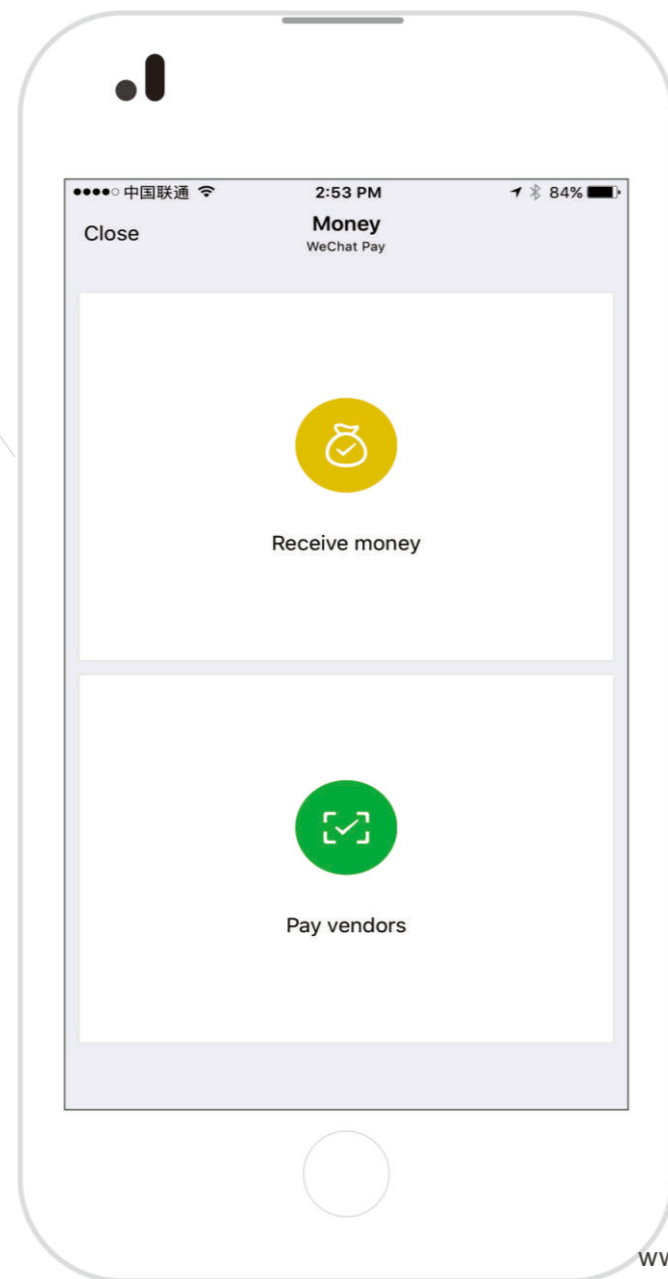 中国联通 2:53 PM 84%
Close Money
WeChat Pay
Receive money
Pay vendors